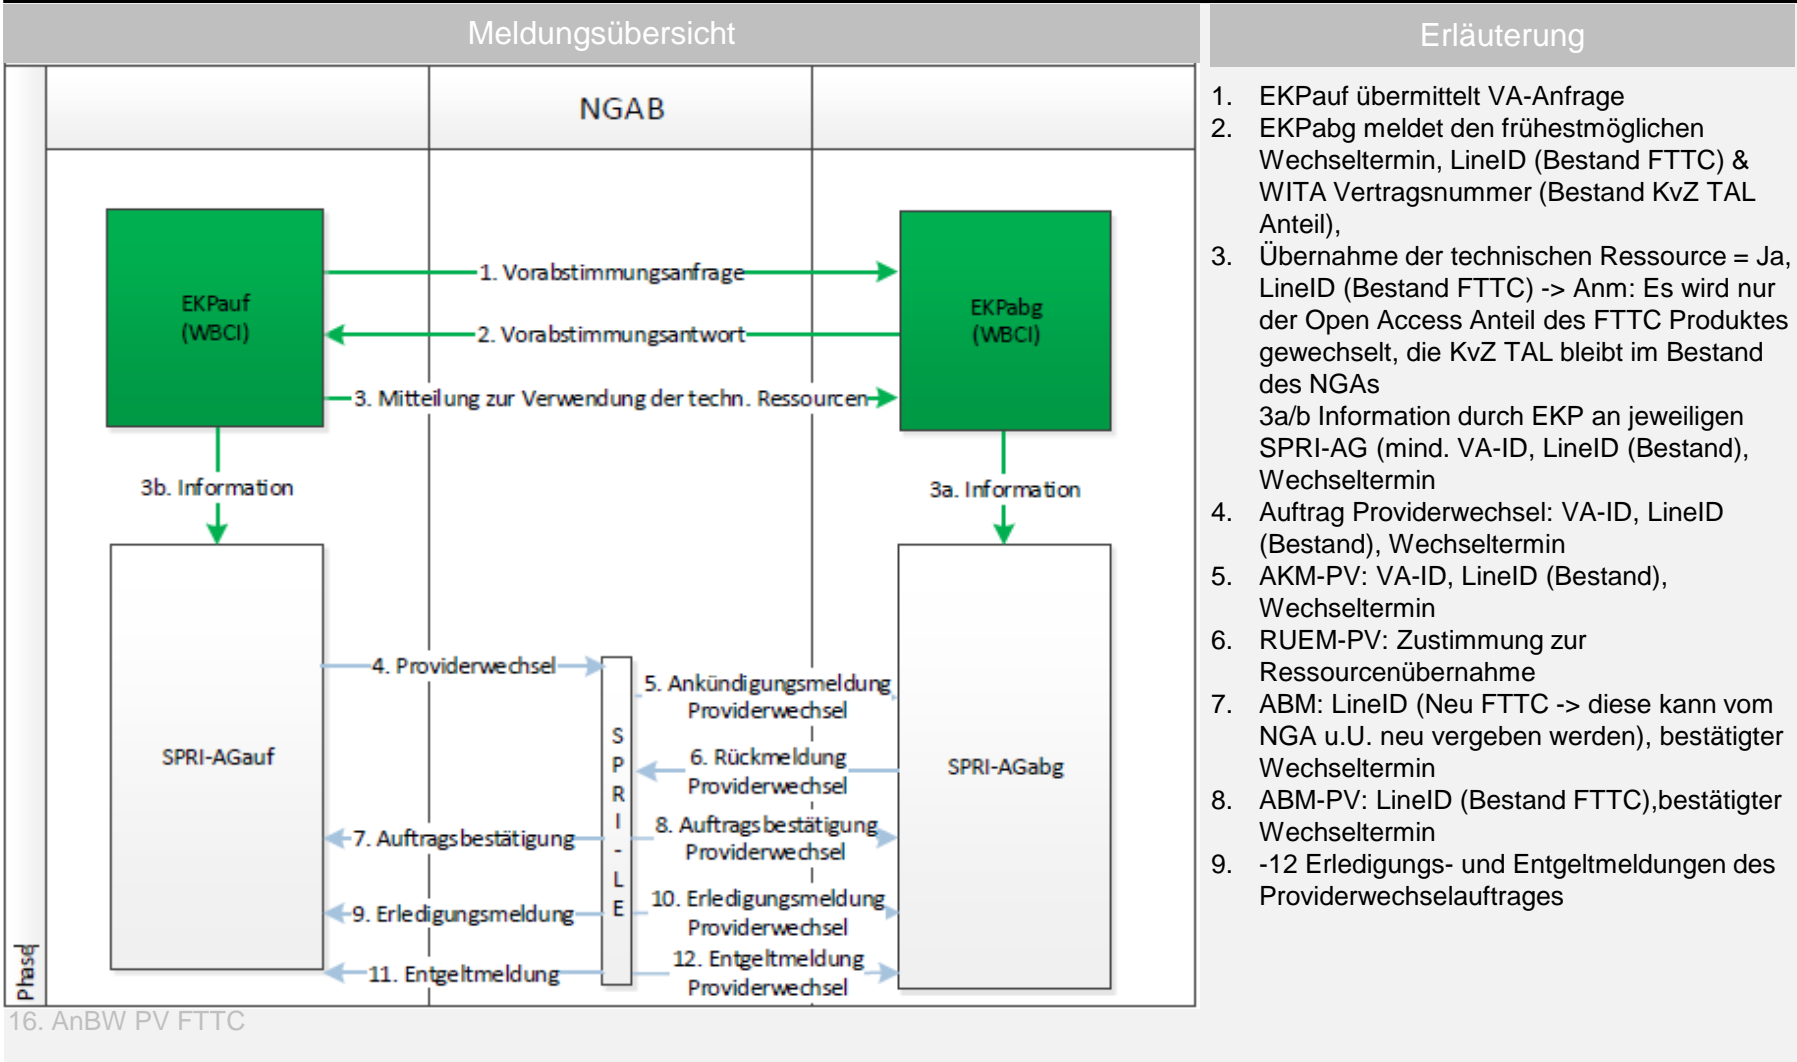 Meldungsübersicht
Erläuterung
NGAB
EKPauf
(WBCI)
EKPabg
(WBCI)
1. Vorabstimmungsanfrage
2. Vorabstimmungsantwort
3. Mitteilung zur Verwendung der techn. Ressourcen
3b. Information
3a. Information
SPRI-AGauf
SPRI-AGabg
S
P
R
I
-
L
E
4. Providerwechsel
5. Ankündigungsmeldung
Providerwechsel
6. Rückmeldung
Providerwechsel
7. Auftragsbestätigung
8. Auftragsbestätigung
Providerwechsel
9. Erledigungsmeldung
10. Erledigungsmeldung
Providerwechsel
11. Entgeltmeldung
12. Entgeltmeldung
Providerwechsel
Phase
16. AnBW PV FTTC
1. EKPauf übermittelt VA-Anfrage
2. EKPabg meldet den frühestmöglichen
Wechseltermin, LineID (Bestand FTTC) &
WITA Vertragsnummer (Bestand KvZ TAL
Anteil),
3. Übernahme der technischen Ressource = Ja,
LineID (Bestand FTTC) -> Anm: Es wird nur
der Open Access Anteil des FTTC Produktes
gewechselt, die KvZ TAL bleibt im Bestand
des NGAs
3a/b Information durch EKP an jeweiligen
SPRI-AG (mind. VA-ID, LineID (Bestand),
Wechseltermin
4. Auftrag Providerwechsel: VA-ID, LineID
(Bestand), Wechseltermin
5. AKM-PV: VA-ID, LineID (Bestand),
Wechseltermin
6. RUEM-PV: Zustimmung zur
Ressourcenübernahme
7. ABM: LineID (Neu FTTC -> diese kann vom
NGA u.U. neu vergeben werden), bestätigter
Wechseltermin
8. ABM-PV: LineID (Bestand FTTC),bestätigter
Wechseltermin
9. -12 Erledigungs- und Entgeltmeldungen des
Providerwechselauftrages